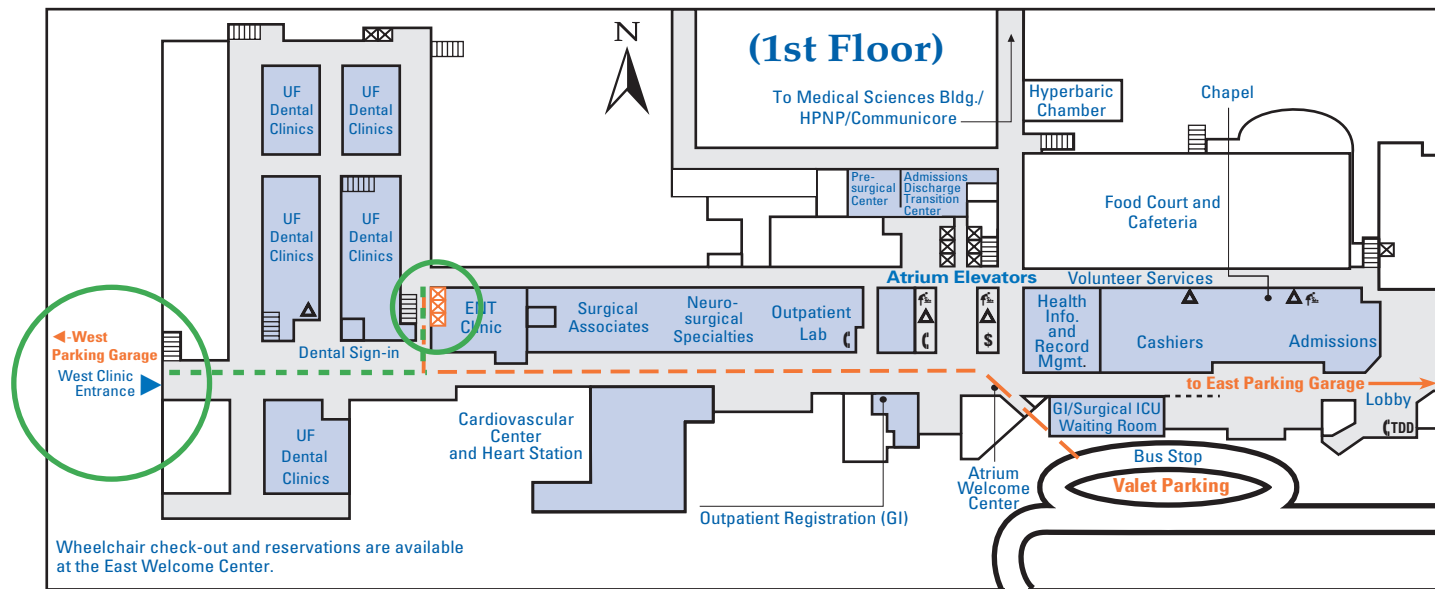 N
(1st Floor)
To Medical Sciences Bldg./
HPNP/Communicore
Hyperbaric
Chamber
Chapel
UF
Dental
Clinics
UF
Dental
Clinics
Pre-
surgical
Center
Admissions
Discharge
Transition
Center
Food Court and
Cafeteria
UF
Dental
Clinics
UF
Dental
Clinics
Atrium Elevators
Volunteer Services
ENT
Clinic
Surgical
Associates
Neuro-
surgical
Specialties
Outpatient
Lab
$
Health
Info.
and
Record
Mgmt.
Cashiers
Admissions
West
Parking Garage
West Clinic
Entrance
Dental Sign-in
to East Parking Garage
Lobby
TDD
GI/Surgical ICU
Waiting Room
Cardiovascular
Center
and Heart Station
UF
Dental
Clinics
Bus Stop
Valet Parking
Atrium
Welcome
Center
Outpatient Registration (GI)
Wheelchair check-out and reservations are available
at the East Welcome Center.